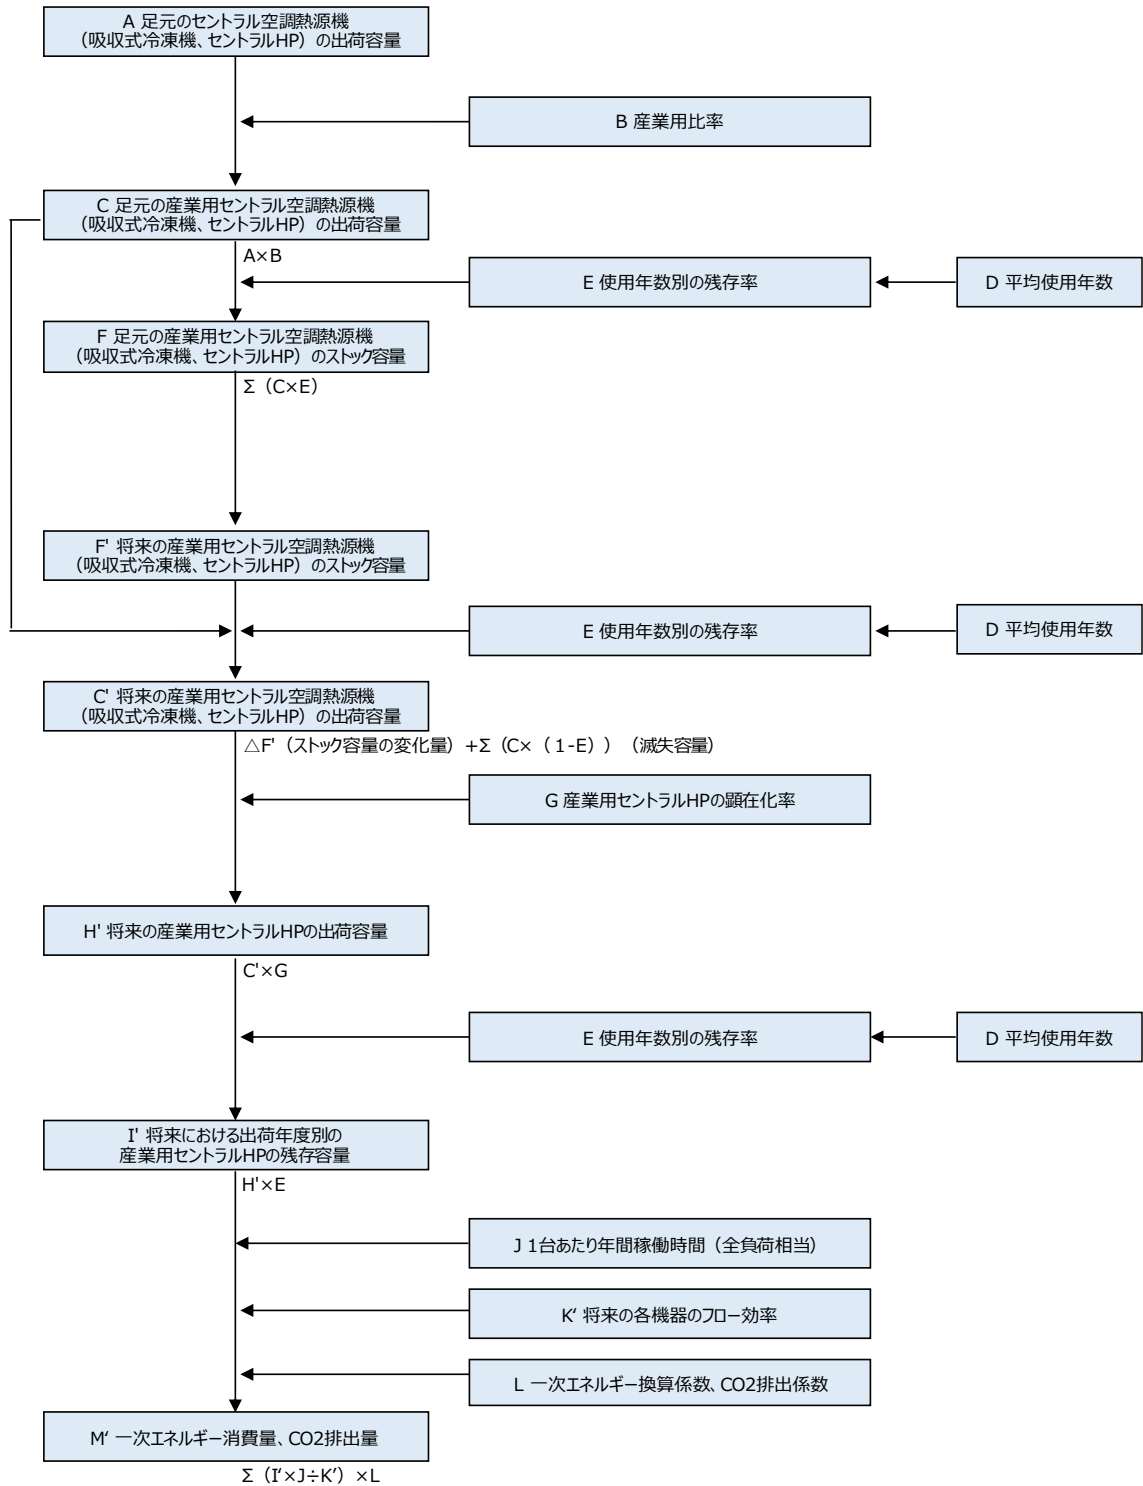 A 足元のセントラル空調熱源機
（吸収式冷凍機、セントラルHP）の出荷容量
B 産業用比率
C 足元の産業用セントラル空調熱源機
（吸収式冷凍機、セントラルHP）の出荷容量
A×B
E 使用年数別の残存率
D 平均使用年数
F 足元の産業用セントラル空調熱源機
（吸収式冷凍機、セントラルHP）のストック容量
Σ（C×E）
F' 将来の産業用セントラル空調熱源機
（吸収式冷凍機、セントラルHP）のストック容量
E 使用年数別の残存率
D 平均使用年数
C' 将来の産業用セントラル空調熱源機
（吸収式冷凍機、セントラルHP）の出荷容量
△F'（ストック容量の変化量）+Σ（C×（1-E））（滅失容量）
G 産業用セントラルHPの顕在化率
H' 将来の産業用セントラルHPの出荷容量
C'×G
E 使用年数別の残存率
D 平均使用年数
I' 将来における出荷年度別の
産業用セントラルHPの残存容量
H'×E
J 1台あたり年間稼働時間（全負荷相当）
K‘ 将来の各機器のフロー効率
L 一次エネルギー換算係数、CO2排出係数
M‘ 一次エネルギー消費量、CO2排出量
Σ（I‘×J÷K’）×L